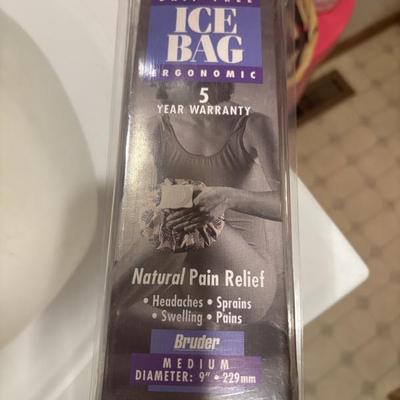 ICE
BAG
ERGONOMIC
5
YEAR WARRANTY
Natural Pain Relief
• Headaches • Sprains
• Swelling • Pains
Bruder
MEDIUM
DIAMETER: 9" • 229mm